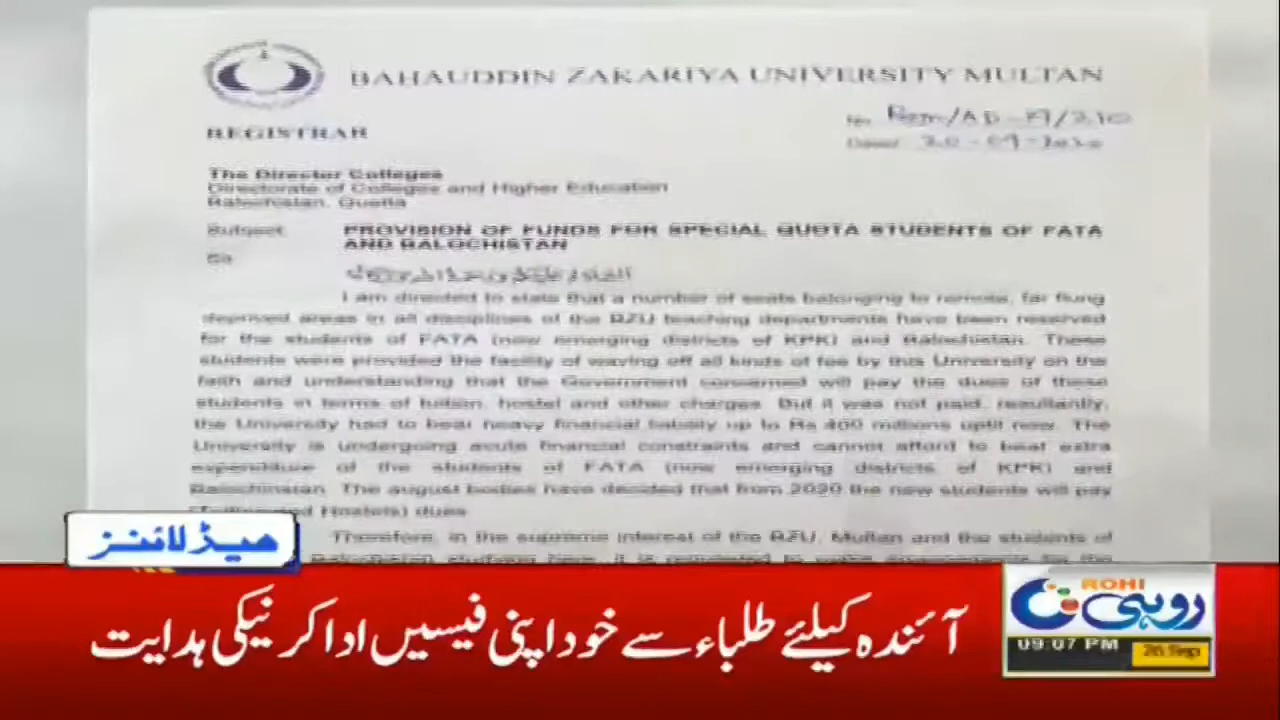 BAHAUDDIN ZAKARIYA UNIVERSITY MULTAN
REGISTRAR
The Director Colleges
Directorate of Colleges and Higher Education
Balochistan, Quetta
Subject PROVISION OF FUNDS FOR SPECIAL QUOTA STUDENTS OF FATA
AND BALOCHISTAN
I am directed to state that a number of seats belonging to remote, far flung
deprived areas in all disciplines of the BZU teaching departments have been reserved
for the students of FATA (now emerging districts of KPK) and Balochistan. These
students were provided the facility of waving off all kinds of fee by this University on the
faith and understanding that the Government concerned will pay the dues of these
students in terms of tuition, hostel and other charges. But it was not paid, resultantly,
the University had to bear heavy financial liability up to Rs 400 millions uptil now. The
University is undergoing acute financial constraints and cannot afford to bear extra
expenditure of the students of FATA (now emerging districts of KPK) and
Balochinstan. The august bodies have decided that from 2020 the new students will pay
Hostels) dues
Therefore, in the supreme interest of the BZU, Multan and the students of
ہیڈلائنز
آئندہ کیلئے طلباء سے خود اپنی فیسیں ادا کرنیکی ہدایت
ROHI
روہی
09:07 PM
26 Sep